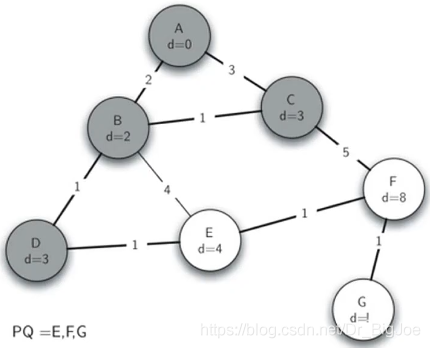 A
d=0
2
3
B
d=2
1
C
d=3
5
1
4
F
d=8
D
d=3
1
E
d=4
1
1
G
d=!
PQ =E,F,G
https://blog.csdn.net/Dr_BigJoe